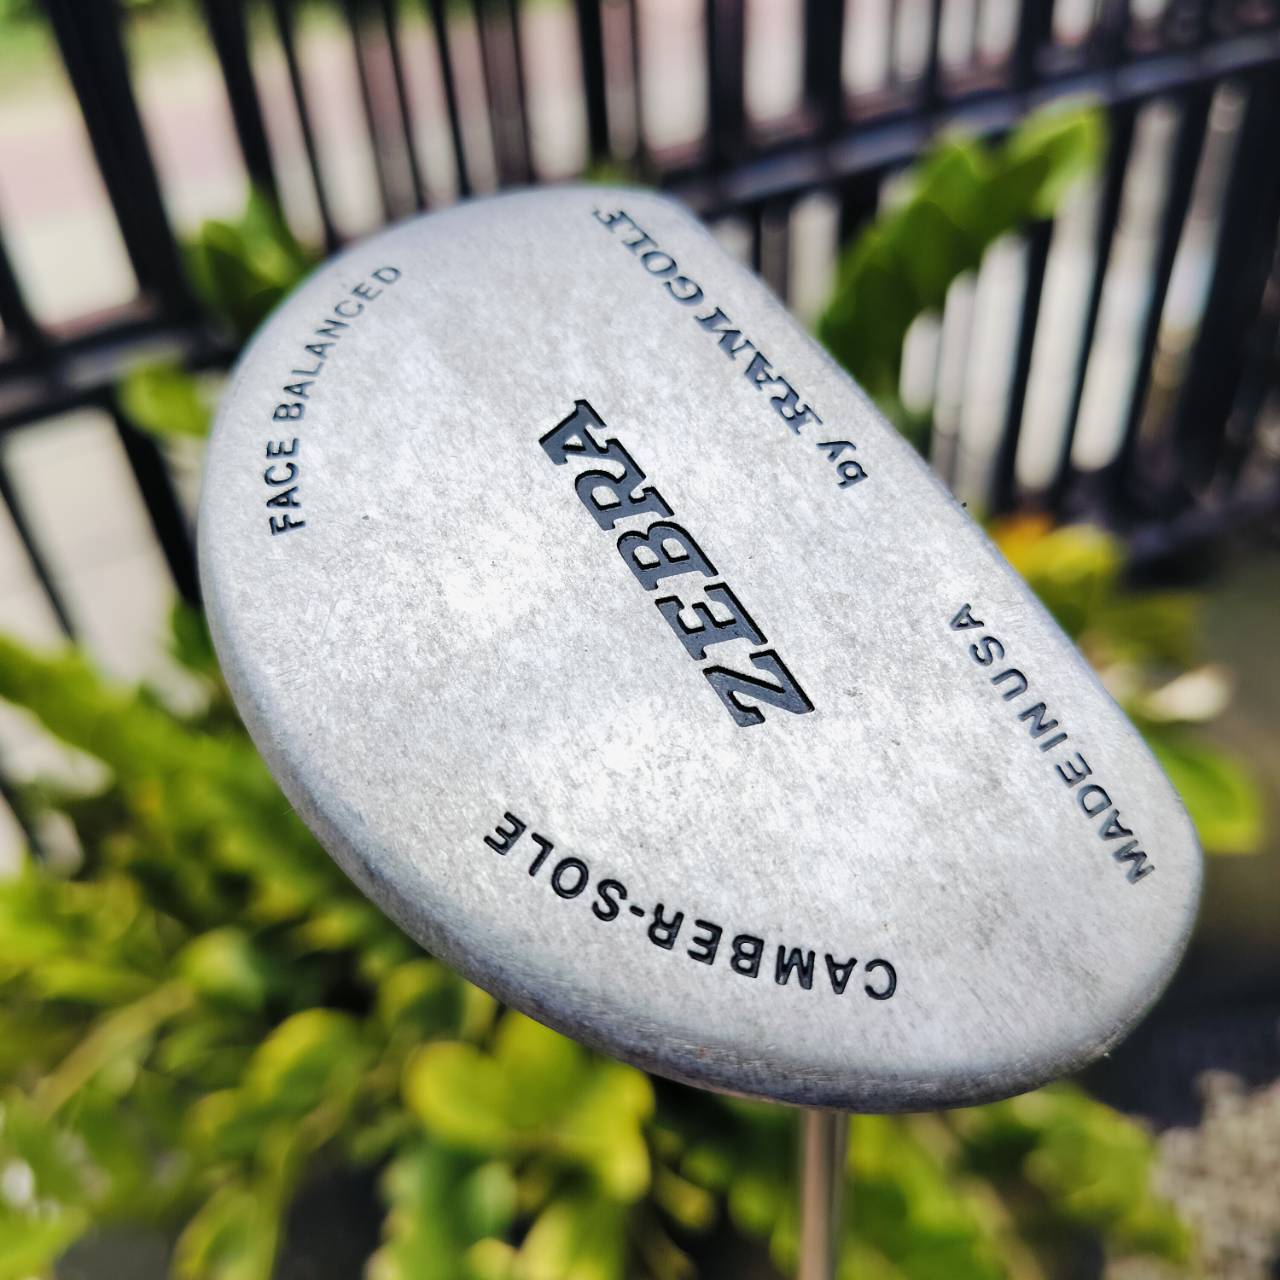 FACE BALANCED
by RAM GOLF
ZEBRA
MADE IN USA
CAMBER-SOLE